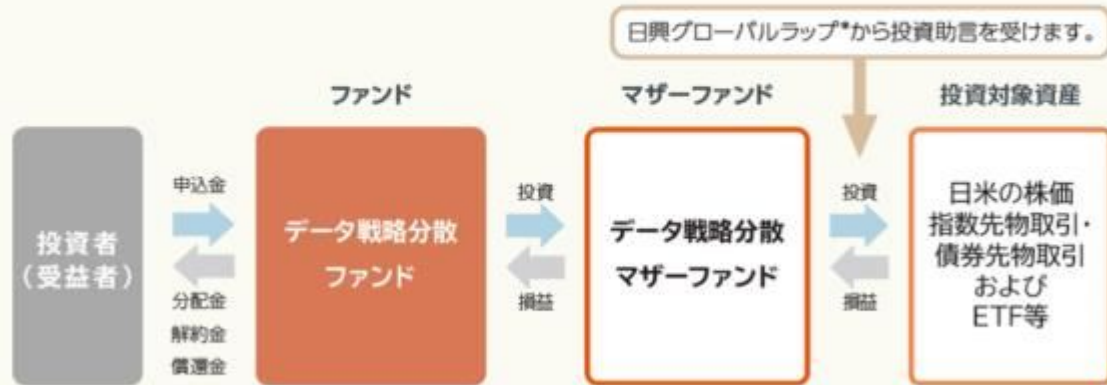 日興グローバルラップ*から投資助言を受けます。
ファンド
マザーファンド
投資対象資産
投資者
（受益者）
申込金
分配金
解約金
償還金
データ戦略分散
ファンド
投資
損益
データ戦略分散
マザーファンド
投資
損益
日米の株価
指数先物取引・
債券先物取引
および
ETF等